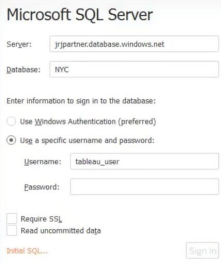 Microsoft SQL Server
Server: jrjpartner.database.windows.net
Database: NYC
Enter information to sign in to the database:
Use Windows Authentication (preferred)
Use a specific username and password:
Username: tableau_user
Password:
Require SSL
Read uncommitted data
Initial SQL...
Sign In